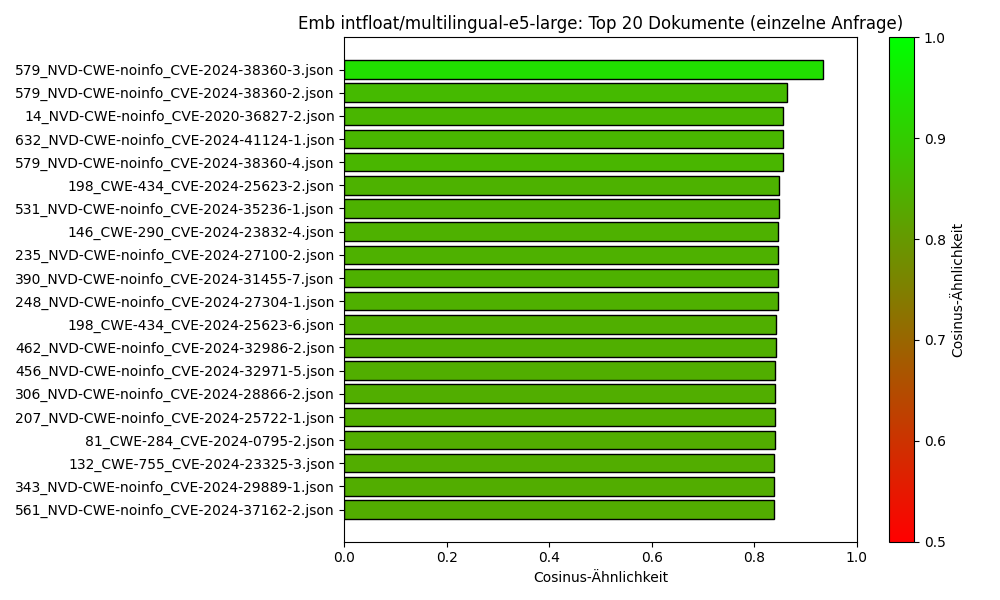 Emb intfloat/multilingual-e5-large: Top 20 Dokumente (einzelne Anfrage)
579_NVD-CWE-noinfo_CVE-2024-38360-3.json
579_NVD-CWE-noinfo_CVE-2024-38360-2.json
14_NVD-CWE-noinfo_CVE-2020-36827-2.json
632_NVD-CWE-noinfo_CVE-2024-41124-1.json
579_NVD-CWE-noinfo_CVE-2024-38360-4.json
198_CWE-434_CVE-2024-25623-2.json
531_NVD-CWE-noinfo_CVE-2024-35236-1.json
146_CWE-290_CVE-2024-23832-4.json
235_NVD-CWE-noinfo_CVE-2024-27100-2.json
390_NVD-CWE-noinfo_CVE-2024-31455-7.json
248_NVD-CWE-noinfo_CVE-2024-27304-1.json
198_CWE-434_CVE-2024-25623-6.json
462_NVD-CWE-noinfo_CVE-2024-32986-2.json
456_NVD-CWE-noinfo_CVE-2024-32971-5.json
306_NVD-CWE-noinfo_CVE-2024-28866-2.json
207_NVD-CWE-noinfo_CVE-2024-25722-1.json
81_CWE-284_CVE-2024-0795-2.json
132_CWE-755_CVE-2024-23325-3.json
343_NVD-CWE-noinfo_CVE-2024-29889-1.json
561_NVD-CWE-noinfo_CVE-2024-37162-2.json
0.0 0.2 0.4 0.6 0.8 1.0
Cosinus-Ähnlichkeit
1.0
0.9
0.8
0.7
0.6
0.5
Cosinus-Ähnlichkeit